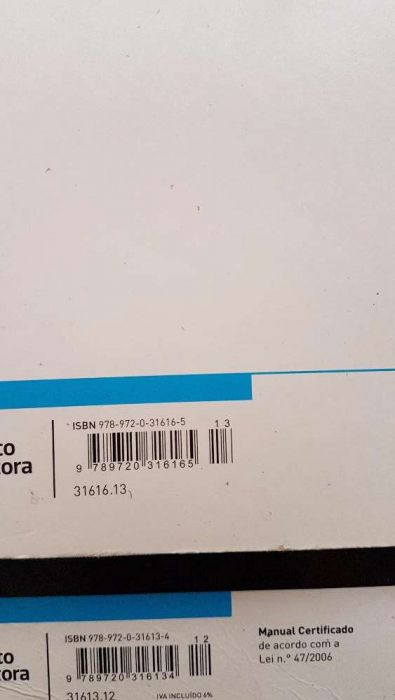 ISBN 978-972-0-31616-5
1 3
to
tora
9 789720 316165
31616.13
ISBN 978-972-0-31613-4
1 2
Manual Certificado
de acordo com a
Lei n.º 47/2006
to
tora
9 789720 316134
31613.12
IVA INCLUÍDO 6%